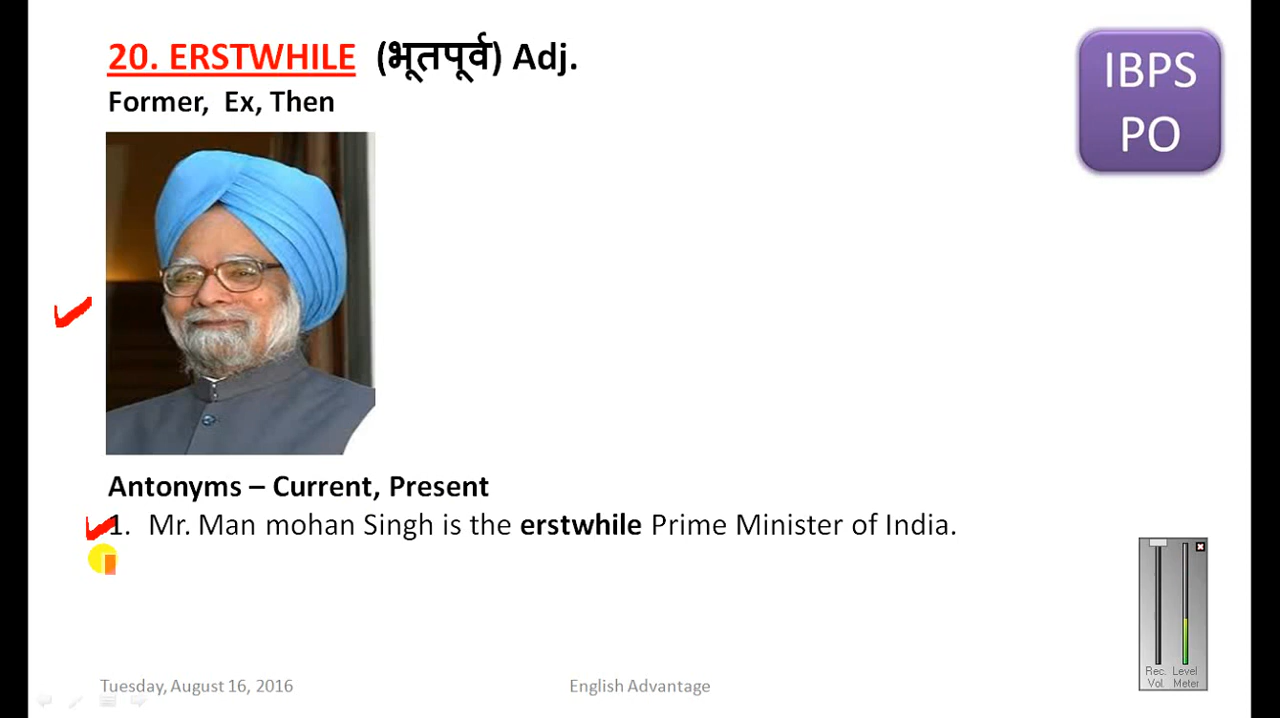 20. ERSTWHILE (भूतपूर्व) Adj.
Former, Ex, Then
IBPS
PO
Antonyms – Current, Present
1. Mr. Man mohan Singh is the erstwhile Prime Minister of India.
Rec. Level
Vol. Meter
Tuesday, August 16, 2016
English Advantage